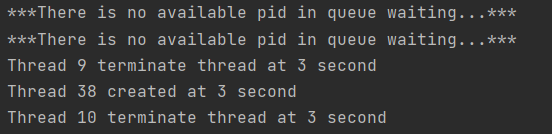 ***There is no available pid in queue waiting...***
***There is no available pid in queue waiting...***
Thread 9 terminate thread at 3 second
Thread 38 created at 3 second
Thread 10 terminate thread at 3 second